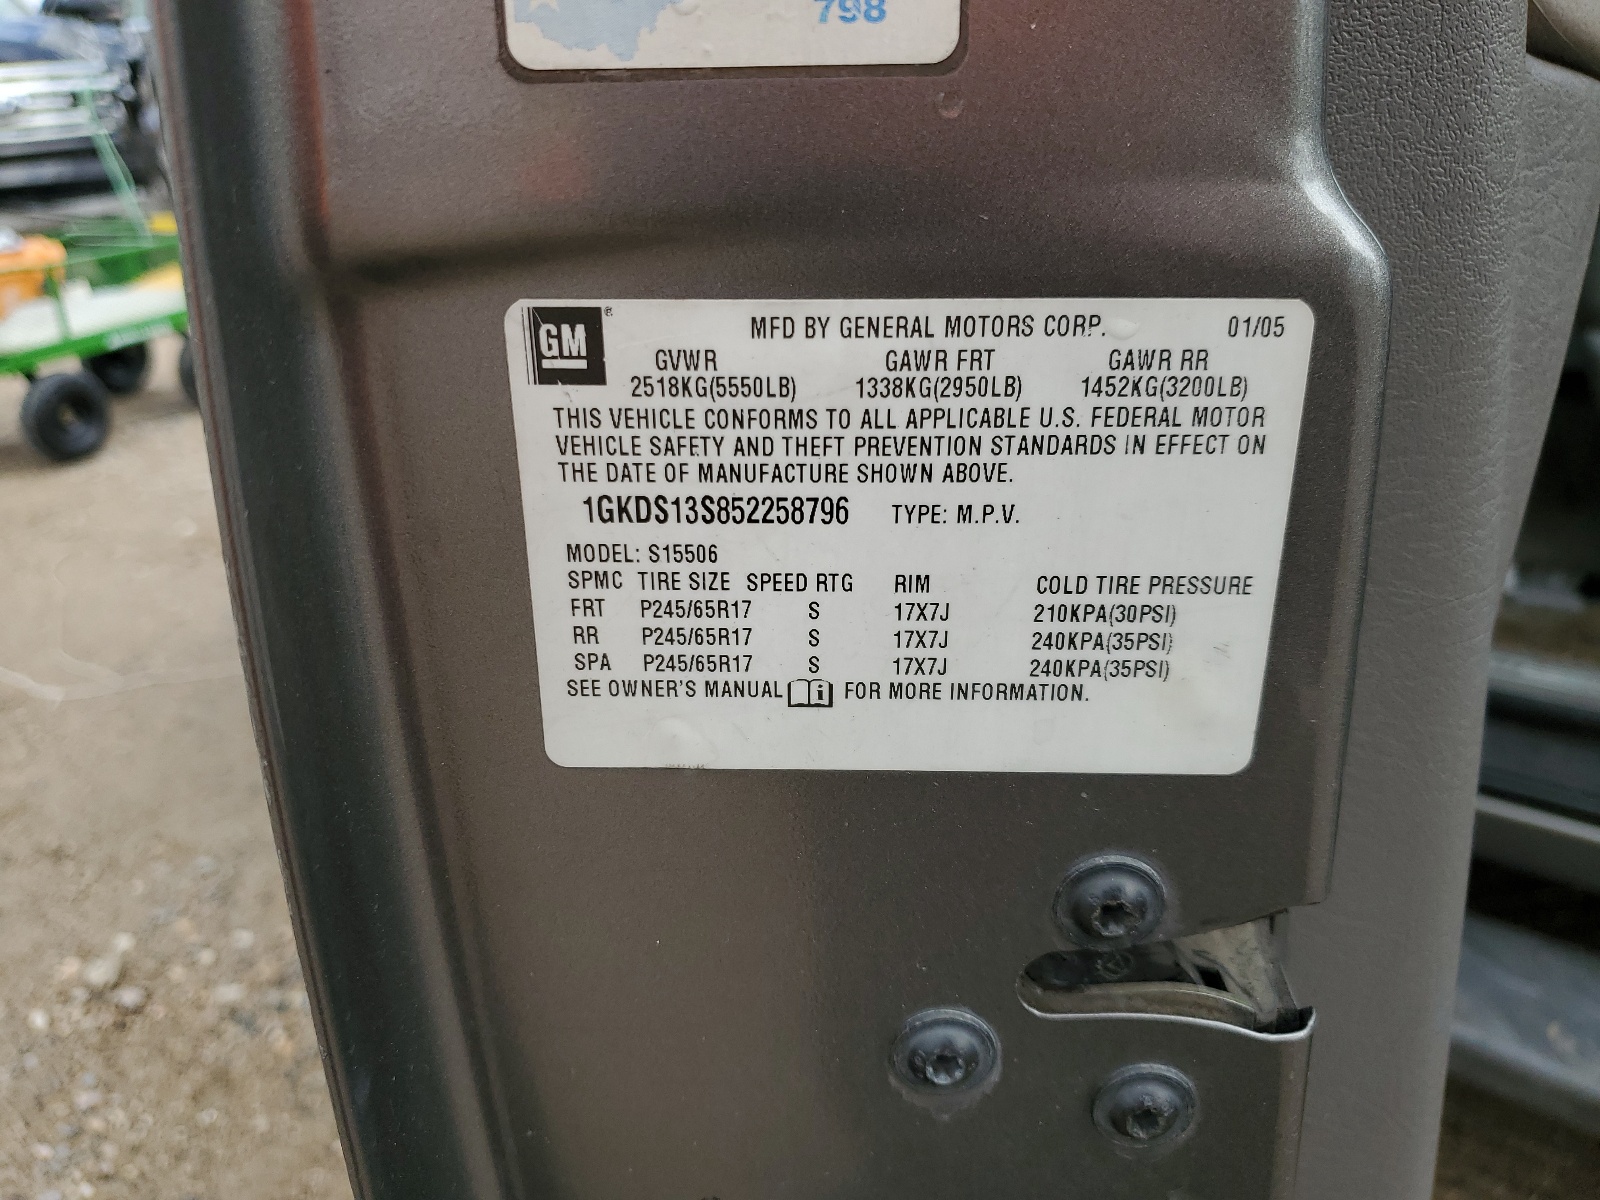 798
GM ®
MFD BY GENERAL MOTORS CORP. 01/05
GVWR GAWR FRT GAWR RR
2518KG(5550LB) 1338KG(2950LB) 1452KG(3200LB)
THIS VEHICLE CONFORMS TO ALL APPLICABLE U.S. FEDERAL MOTOR
VEHICLE SAFETY AND THEFT PREVENTION STANDARDS IN EFFECT ON
THE DATE OF MANUFACTURE SHOWN ABOVE.
1GKDS13S852258796 TYPE: M.P.V.
MODEL: S15506
SPMC TIRE SIZE SPEED RTG RIM COLD TIRE PRESSURE
FRT P245/65R17 S 17X7J 210KPA(30PSI)
RR P245/65R17 S 17X7J 240KPA(35PSI)
SPA P245/65R17 S 17X7J 240KPA(35PSI)
SEE OWNER'S MANUAL i FOR MORE INFORMATION.